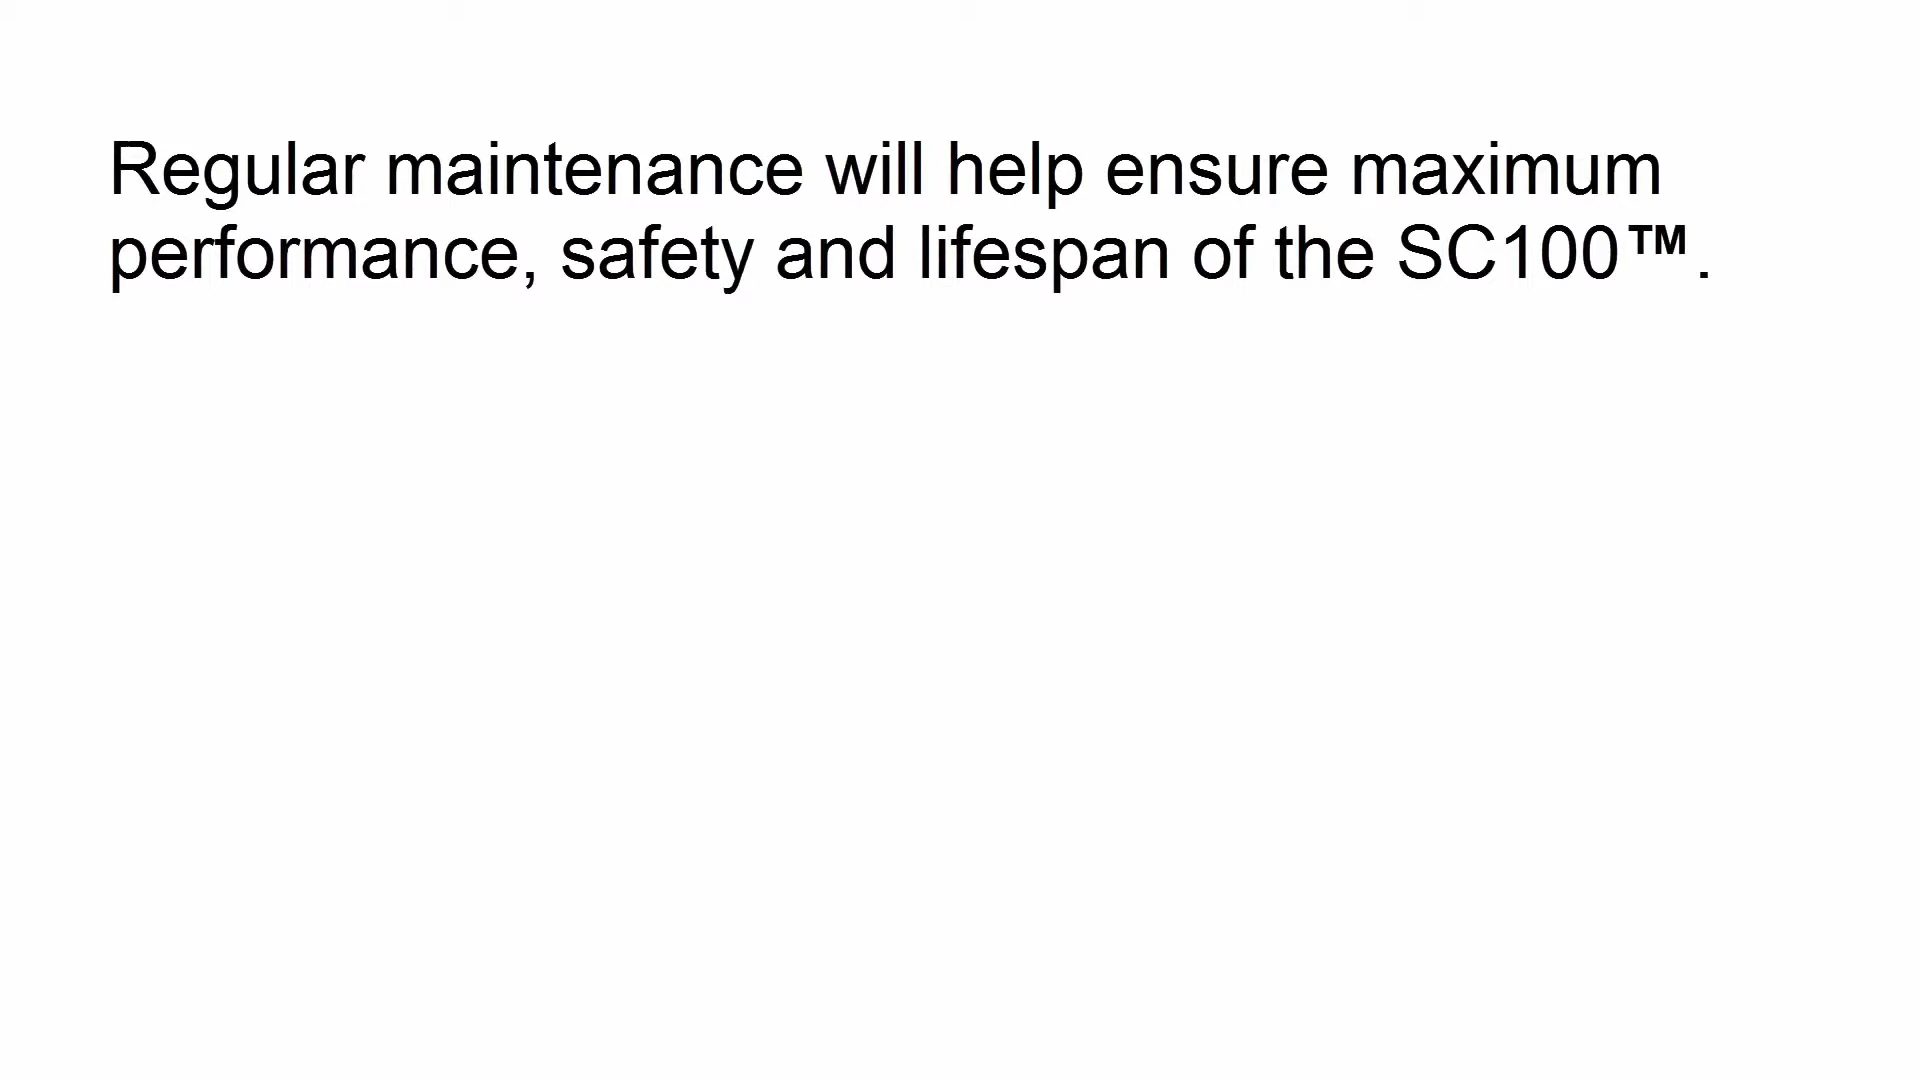 Regular maintenance will help ensure maximum
performance, safety and lifespan of the SC100™.